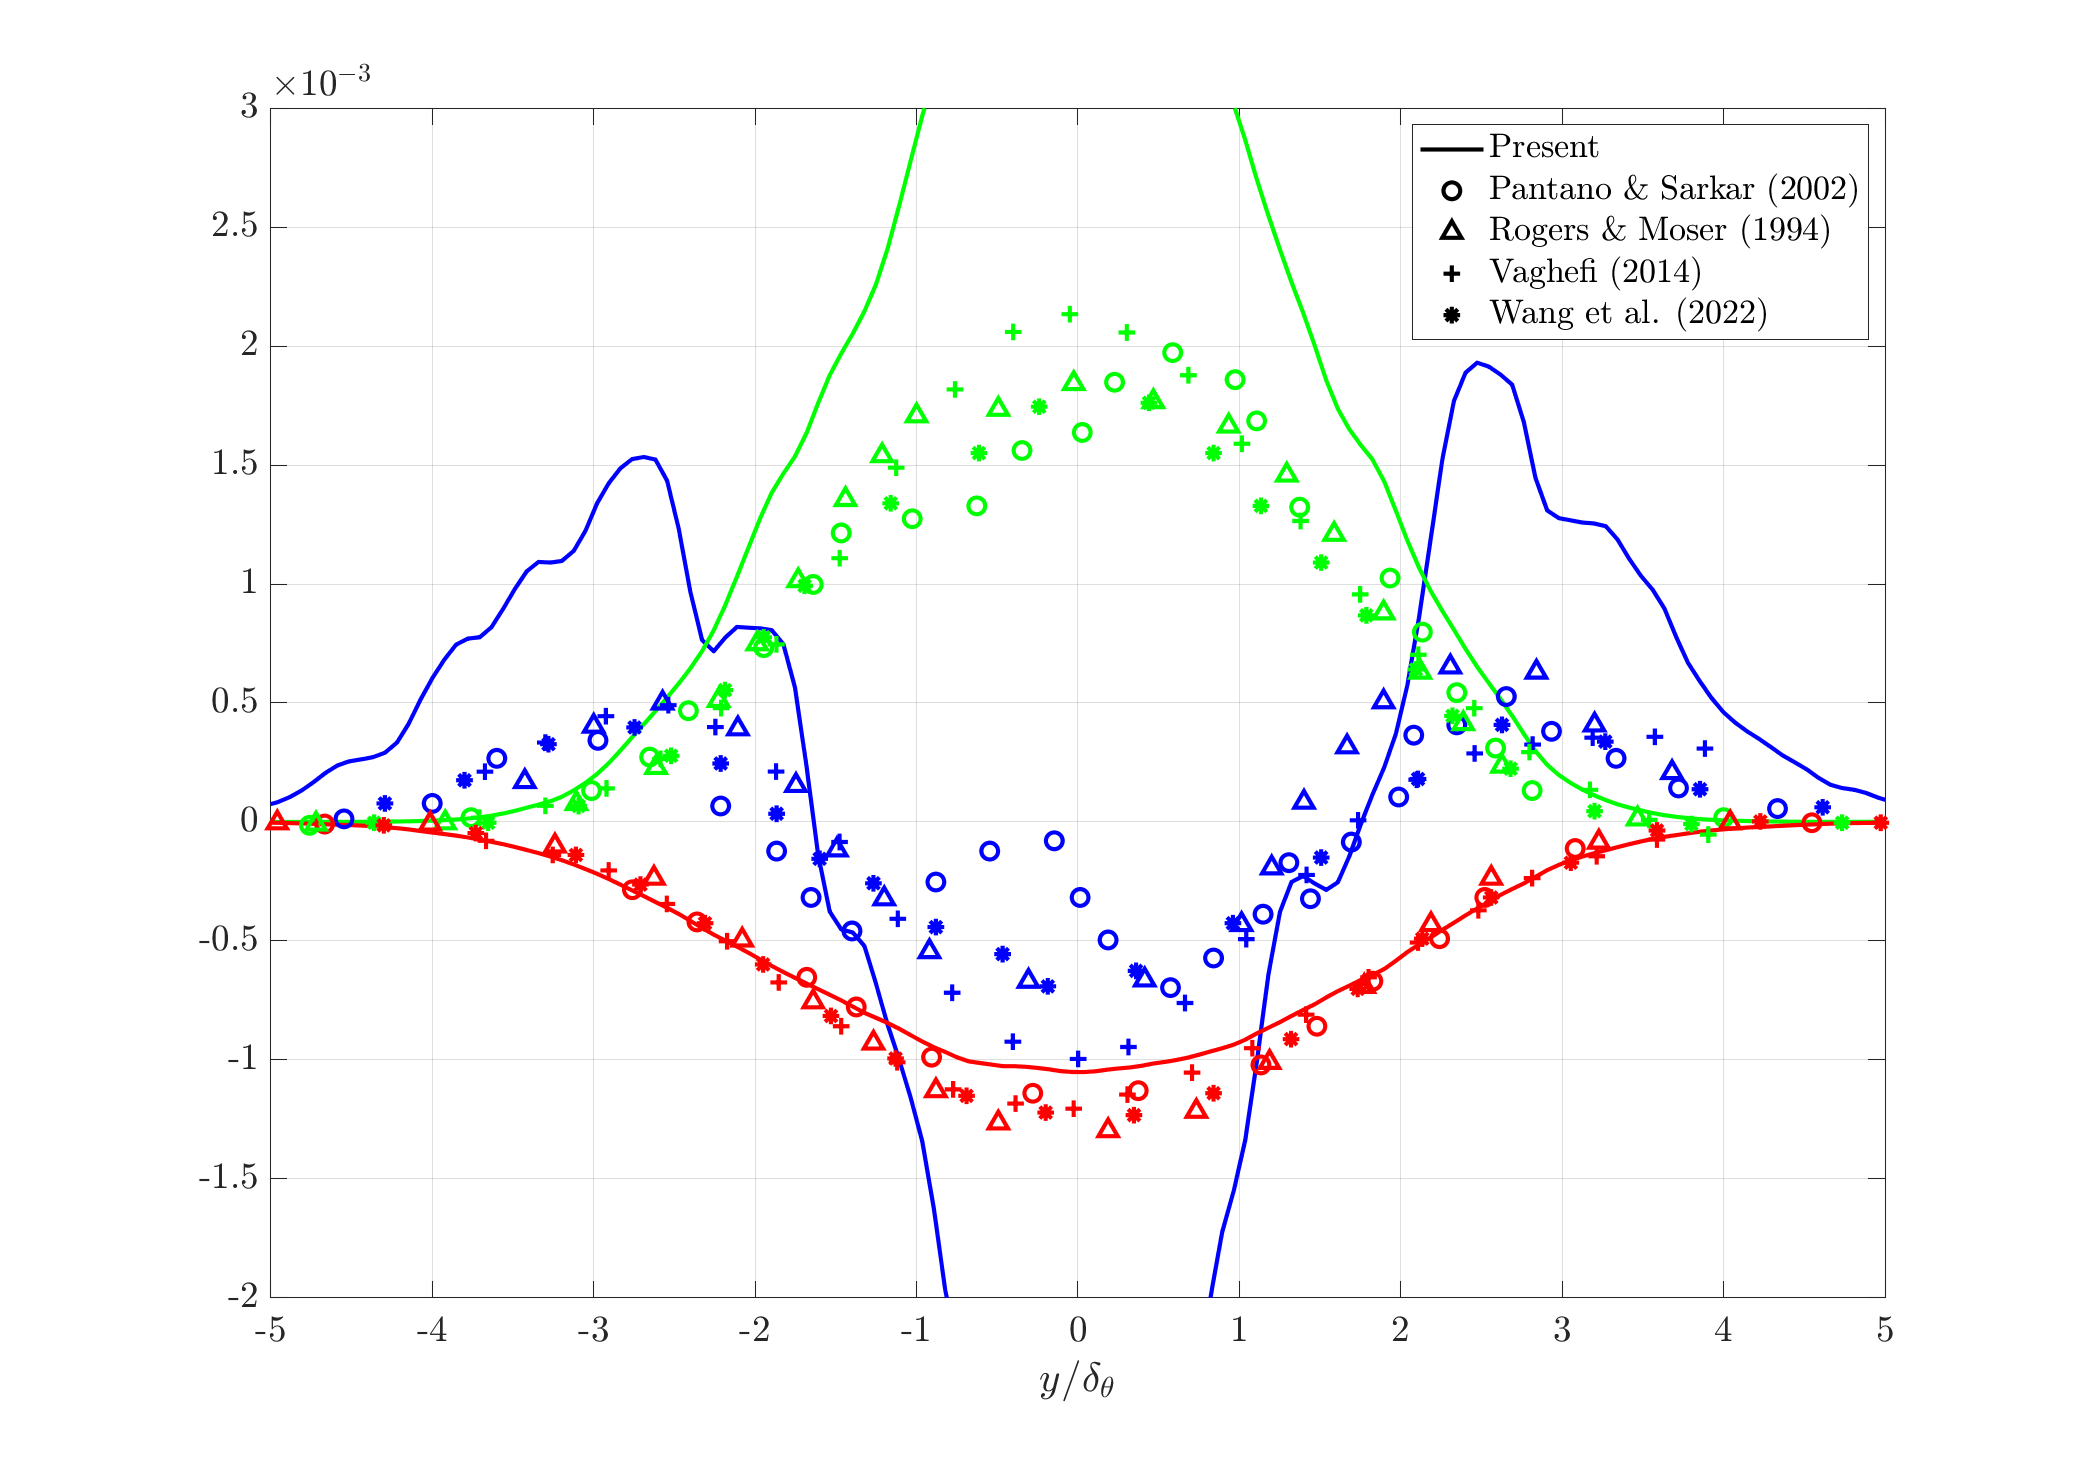 ×10⁻³
3
2.5
2
1.5
1
0.5
0
-0.5
-1
-1.5
-2
-5 -4 -3 -2 -1 0 1 2 3 4 5
y/δ_θ
Present
Pantano & Sarkar (2002)
Rogers & Moser (1994)
Vaghefi (2014)
Wang et al. (2022)